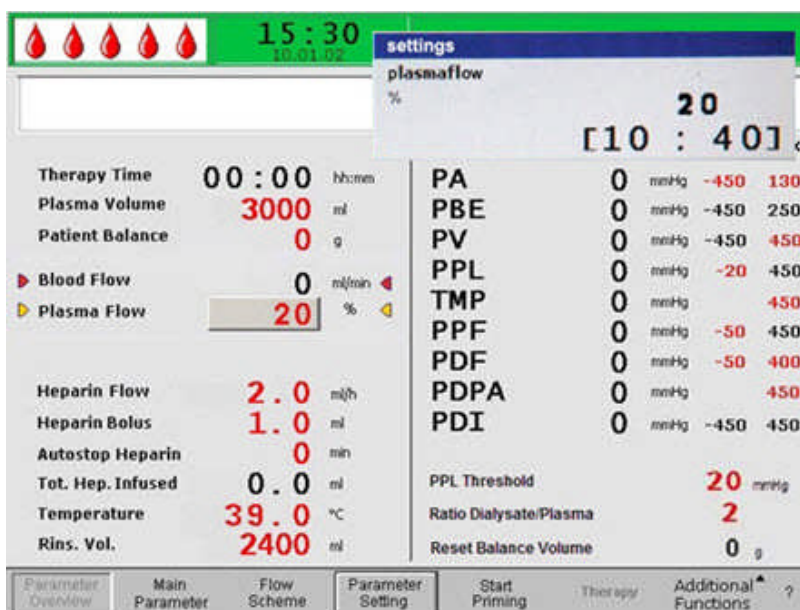 15:30
10.01.02
settings
plasmaflow
%
20
[10 : 40]
Therapy Time 00:00 hh:mm
Plasma Volume 3000 ml
Patient Balance 0 g
Blood Flow 0 ml/min
Plasma Flow 20 %
Heparin Flow 2.0 ml/h
Heparin Bolus 1.0 ml
Autostop Heparin 0 min
Tot. Hep. Infused 0.0 ml
Temperature 39.0 °C
Rins. Vol. 2400 ml
PA 0 mmHg -450 130
PBE 0 mmHg -450 250
PV 0 mmHg -450 450
PPL 0 mmHg -20 450
TMP 0 mmHg 450
PPF 0 mmHg -50 450
PDF 0 mmHg -50 400
PDPA 0 mmHg 450
PDI 0 mmHg -450 450
PPL Threshold 20 mmHg
Ratio Dialysate/Plasma 2
Reset Balance Volume 0 g
Parameter Overview
Main Parameter
Flow Scheme
Parameter Setting
Start Priming
Therapy
Additional Functions
?